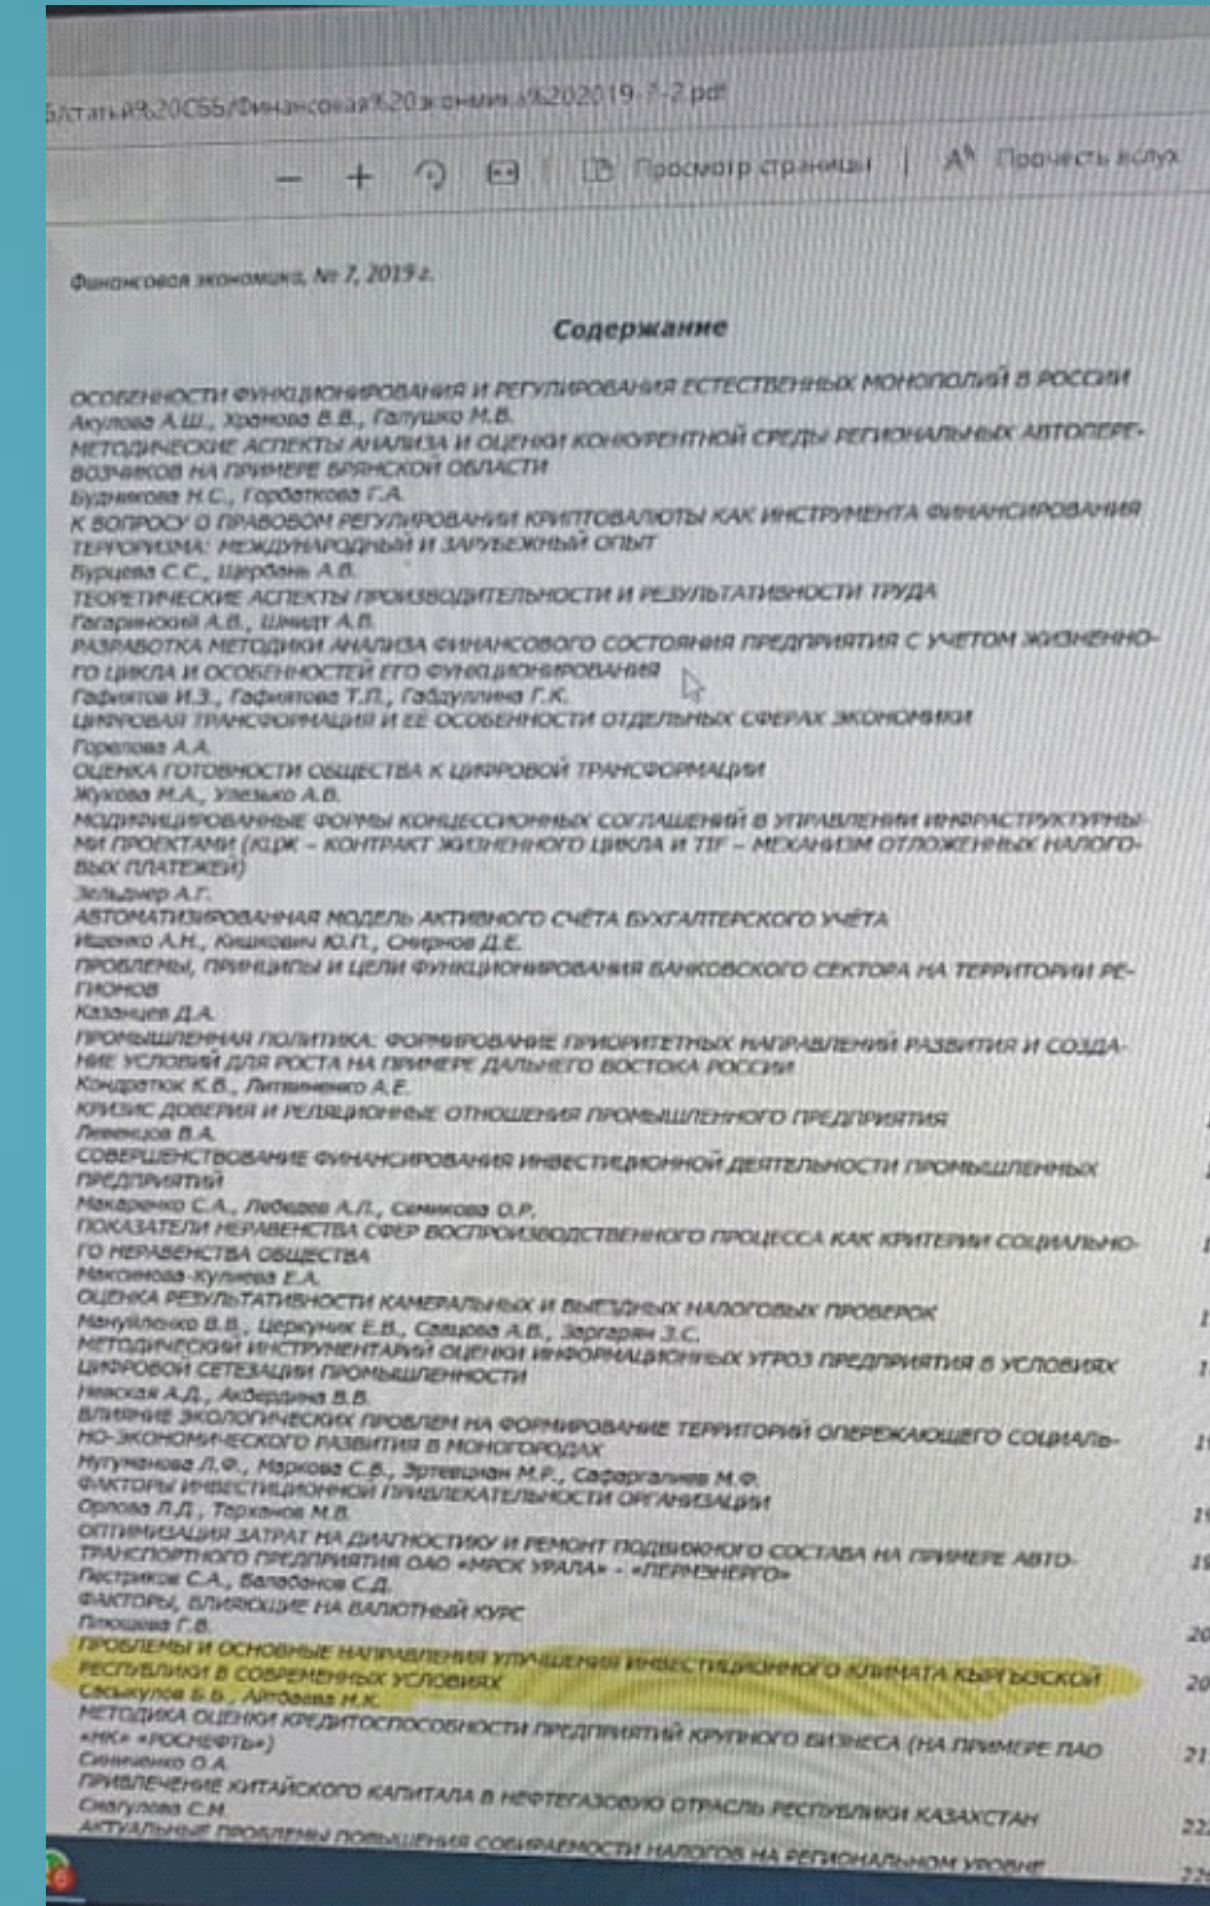 Просмотр страницы
Прочесть вслух
Финансовая экономика, № 7, 2019 г.
Содержание
ОСОБЕННОСТИ ФУНКЦИОНИРОВАНИЯ И РЕГУЛИРОВАНИЯ ЕСТЕСТВЕННЫХ МОНОПОЛИЙ В РОССИИ
Акулова А.Ш., Храмова В.В., Галушко М.В.
МЕТОДИЧЕСКИЕ АСПЕКТЫ АНАЛИЗА И ОЦЕНКИ КОНКУРЕНТНОЙ СРЕДЫ РЕГИОНАЛЬНЫХ АВТОПЕРЕ-
ВОЗЧИКОВ НА ПРИМЕРЕ БРЯНСКОЙ ОБЛАСТИ
Будникова Н.С., Горбаткова Г.А.
К ВОПРОСУ О ПРАВОВОМ РЕГУЛИРОВАНИИ КРИПТОВАЛЮТЫ КАК ИНСТРУМЕНТА ФИНАНСИРОВАНИЯ
ТЕРРОРИЗМА: МЕЖДУНАРОДНЫЙ И ЗАРУБЕЖНЫЙ ОПЫТ
Бурцева С.С., Щербань А.В.
ТЕОРЕТИЧЕСКИЕ АСПЕКТЫ ПРОИЗВОДИТЕЛЬНОСТИ И РЕЗУЛЬТАТИВНОСТИ ТРУДА
Гагаринский А.В., Шмидт А.В.
РАЗРАБОТКА МЕТОДИКИ АНАЛИЗА ФИНАНСОВОГО СОСТОЯНИЯ ПРЕДПРИЯТИЯ С УЧЕТОМ ЖИЗНЕННО-
ГО ЦИКЛА И ОСОБЕННОСТЕЙ ЕГО ФУНКЦИОНИРОВАНИЯ
Гафиятов И.З., Гафиятова Т.П., Габдуллина Г.К.
ЦИФРОВАЯ ТРАНСФОРМАЦИЯ И ЕЕ ОСОБЕННОСТИ ОТДЕЛЬНЫХ СФЕРАХ ЭКОНОМИКИ
Горелова А.А.
ОЦЕНКА ГОТОВНОСТИ ОБЩЕСТВА К ЦИФРОВОЙ ТРАНСФОРМАЦИИ
Жукова М.А., Улезько А.В.
МОДИФИЦИРОВАННЫЕ ФОРМЫ КОНЦЕССИОННЫХ СОГЛАШЕНИЙ В УПРАВЛЕНИИ ИНФРАСТРУКТУРНЫ-
МИ ПРОЕКТАМИ (КЦЖ – КОНТРАКТ ЖИЗНЕННОГО ЦИКЛА И TIF – МЕХАНИЗМ ОТЛОЖЕННЫХ НАЛОГО-
ВЫХ ПЛАТЕЖЕЙ)
Зельднер А.Г.
АВТОМАТИЗИРОВАННАЯ МОДЕЛЬ АКТИВНОГО СЧЁТА БУХГАЛТЕРСКОГО УЧЁТА
Ищенко А.Н., Кишкович Ю.П., Смирнов Д.Е.
ПРОБЛЕМЫ, ПРИНЦИПЫ И ЦЕЛИ ФУНКЦИОНИРОВАНИЯ БАНКОВСКОГО СЕКТОРА НА ТЕРРИТОРИИ РЕ-
ГИОНОВ
Казанцев Д.А.
ПРОМЫШЛЕННАЯ ПОЛИТИКА: ФОРМИРОВАНИЕ ПРИОРИТЕТНЫХ НАПРАВЛЕНИЙ РАЗВИТИЯ И СОЗДА-
НИЕ УСЛОВИЙ ДЛЯ РОСТА НА ПРИМЕРЕ ДАЛЬНЕГО ВОСТОКА РОССИИ
Кондратюк К.В., Литвиненко А.Е.
КРИЗИС ДОВЕРИЯ И РЕЛЯЦИОННЫЕ ОТНОШЕНИЯ ПРОМЫШЛЕННОГО ПРЕДПРИЯТИЯ
Левенцов В.А.
СОВЕРШЕНСТВОВАНИЕ ФИНАНСИРОВАНИЯ ИНВЕСТИЦИОННОЙ ДЕЯТЕЛЬНОСТИ ПРОМЫШЛЕННЫХ
ПРЕДПРИЯТИЙ
Макаренко С.А., Лебедев А.Л., Семикова О.Р.
ПОКАЗАТЕЛИ НЕРАВЕНСТВА СФЕР ВОСПРОИЗВОДСТВЕННОГО ПРОЦЕССА КАК КРИТЕРИИ СОЦИАЛЬНО-
ГО НЕРАВЕНСТВА ОБЩЕСТВА
Максимова-Кулиева Е.А.
ОЦЕНКА РЕЗУЛЬТАТИВНОСТИ КАМЕРАЛЬНЫХ И ВЫЕЗДНЫХ НАЛОГОВЫХ ПРОВЕРОК
Мануйленко В.В., Церкуник Е.В., Савцова А.В., Заргарян З.С.
МЕТОДИЧЕСКИЙ ИНСТРУМЕНТАРИЙ ОЦЕНКИ ИНФОРМАЦИОННЫХ УГРОЗ ПРЕДПРИЯТИЯ В УСЛОВИЯХ
ЦИФРОВОЙ СЕТЕЗАЦИИ ПРОМЫШЛЕННОСТИ
Невская А.Д., Акбердина В.В.
ВЛИЯНИЕ ЭКОЛОГИЧЕСКИХ ПРОБЛЕМ НА ФОРМИРОВАНИЕ ТЕРРИТОРИЙ ОПЕРЕЖАЮЩЕГО СОЦИАЛЬ-
НО-ЭКОНОМИЧЕСКОГО РАЗВИТИЯ В МОНОГОРОДАХ
Нугуманова Л.Ф., Маркова С.В., Эртевциан М.Р., Сафаргалиев М.Ф.
ФАКТОРЫ ИНВЕСТИЦИОННОЙ ПРИВЛЕКАТЕЛЬНОСТИ ОРГАНИЗАЦИИ
Орлова Л.Д., Тарханов М.В.
ОПТИМИЗАЦИЯ ЗАТРАТ НА ДИАГНОСТИКУ И РЕМОНТ ПОДВИЖНОГО СОСТАВА НА ПРИМЕРЕ АВТО-
ТРАНСПОРТНОГО ПРЕДПРИЯТИЯ ОАО «МРСК УРАЛА» - «ПЕРМЭНЕРГО»
Пестриков С.А., Балабанов С.Д.
ФАКТОРЫ, ВЛИЯЮЩИЕ НА ВАЛЮТНЫЙ КУРС
Плющева Г.В.
20
ПРОБЛЕМЫ И ОСНОВНЫЕ НАПРАВЛЕНИЯ УЛУЧШЕНИЯ ИНВЕСТИЦИОННОГО КЛИМАТА КЫРГЫЗСКОЙ
РЕСПУБЛИКИ В СОВРЕМЕННЫХ УСЛОВИЯХ
20
Сасыкулов Б.Б., Айтбаева Н.К.
МЕТОДИКА ОЦЕНКИ КРЕДИТОСПОСОБНОСТИ ПРЕДПРИЯТИЙ КРУПНОГО БИЗНЕСА (НА ПРИМЕРЕ ПАО
«НК» «РОСНЕФТЬ»)
21
Синиченко О.А.
ПРИВЛЕЧЕНИЕ КИТАЙСКОГО КАПИТАЛА В НЕФТЕГАЗОВУЮ ОТРАСЛЬ РЕСПУБЛИКИ КАЗАХСТАН
222
Смагулова С.М.
АКТУАЛЬНЫЕ ПРОБЛЕМЫ ПОВЫШЕНИЯ СОБИРАЕМОСТИ НАЛОГОВ НА РЕГИОНАЛЬНОМ УРОВНЕ